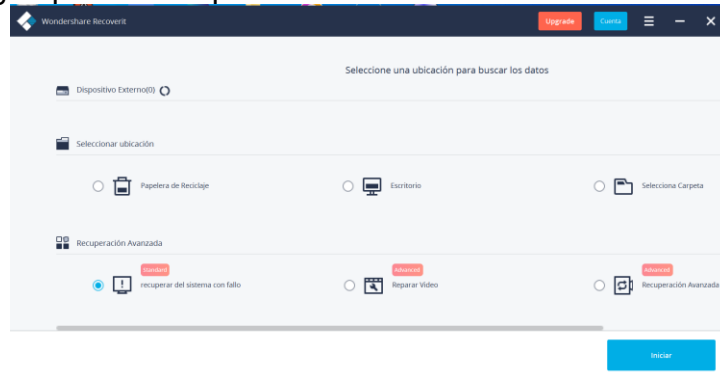 Wondershare Recoverit
Upgrade
Cuenta
Seleccione una ubicación para buscar los datos
Dispositivo Externo(0)
Seleccionar ubicación
Papelera de Reciclaje
Escritorio
Selecciona Carpeta
Recuperación Avanzada
Standard
recuperar del sistema con fallo
Advanced
Reparar Video
Advanced
Recuperación Avanzada
Iniciar